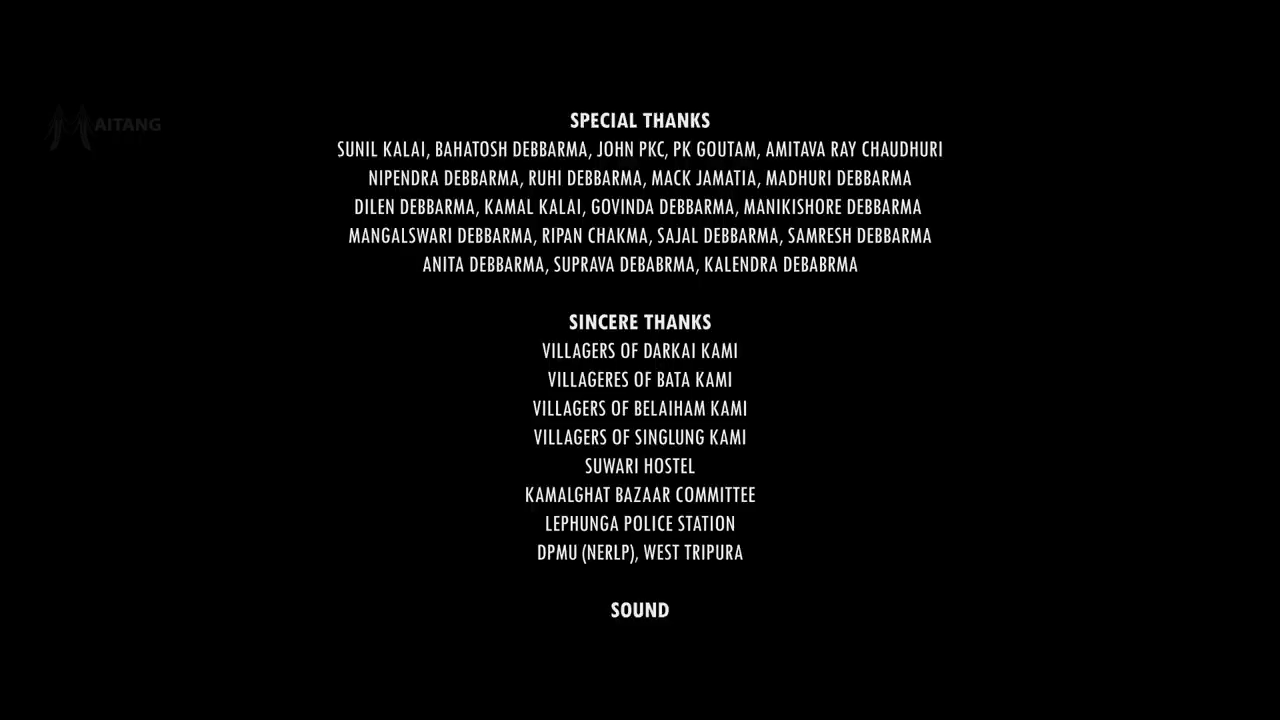 MAITANG
SPECIAL THANKS
SUNIL KALAI, BAHATOSH DEBBARMA, JOHN PKC, PK GOUTAM, AMITAVA RAY CHAUDHURI
NIPENDRA DEBBARMA, RUHI DEBBARMA, MACK JAMATIA, MADHURI DEBBARMA
DILEN DEBBARMA, KAMAL KALAI, GOVINDA DEBBARMA, MANIKISHORE DEBBARMA
MANGALSWARI DEBBARMA, RIPAN CHAKMA, SAJAL DEBBARMA, SAMRESH DEBBARMA
ANITA DEBBARMA, SUPRAVA DEBABRMA, KALENDRA DEBABRMA
SINCERE THANKS
VILLAGERS OF DARKAI KAMI
VILLAGERES OF BATA KAMI
VILLAGERS OF BELAIHAM KAMI
VILLAGERS OF SINGLUNG KAMI
SUWARI HOSTEL
KAMALGHAT BAZAAR COMMITTEE
LEPHUNGA POLICE STATION
DPMU (NERLP), WEST TRIPURA
SOUND